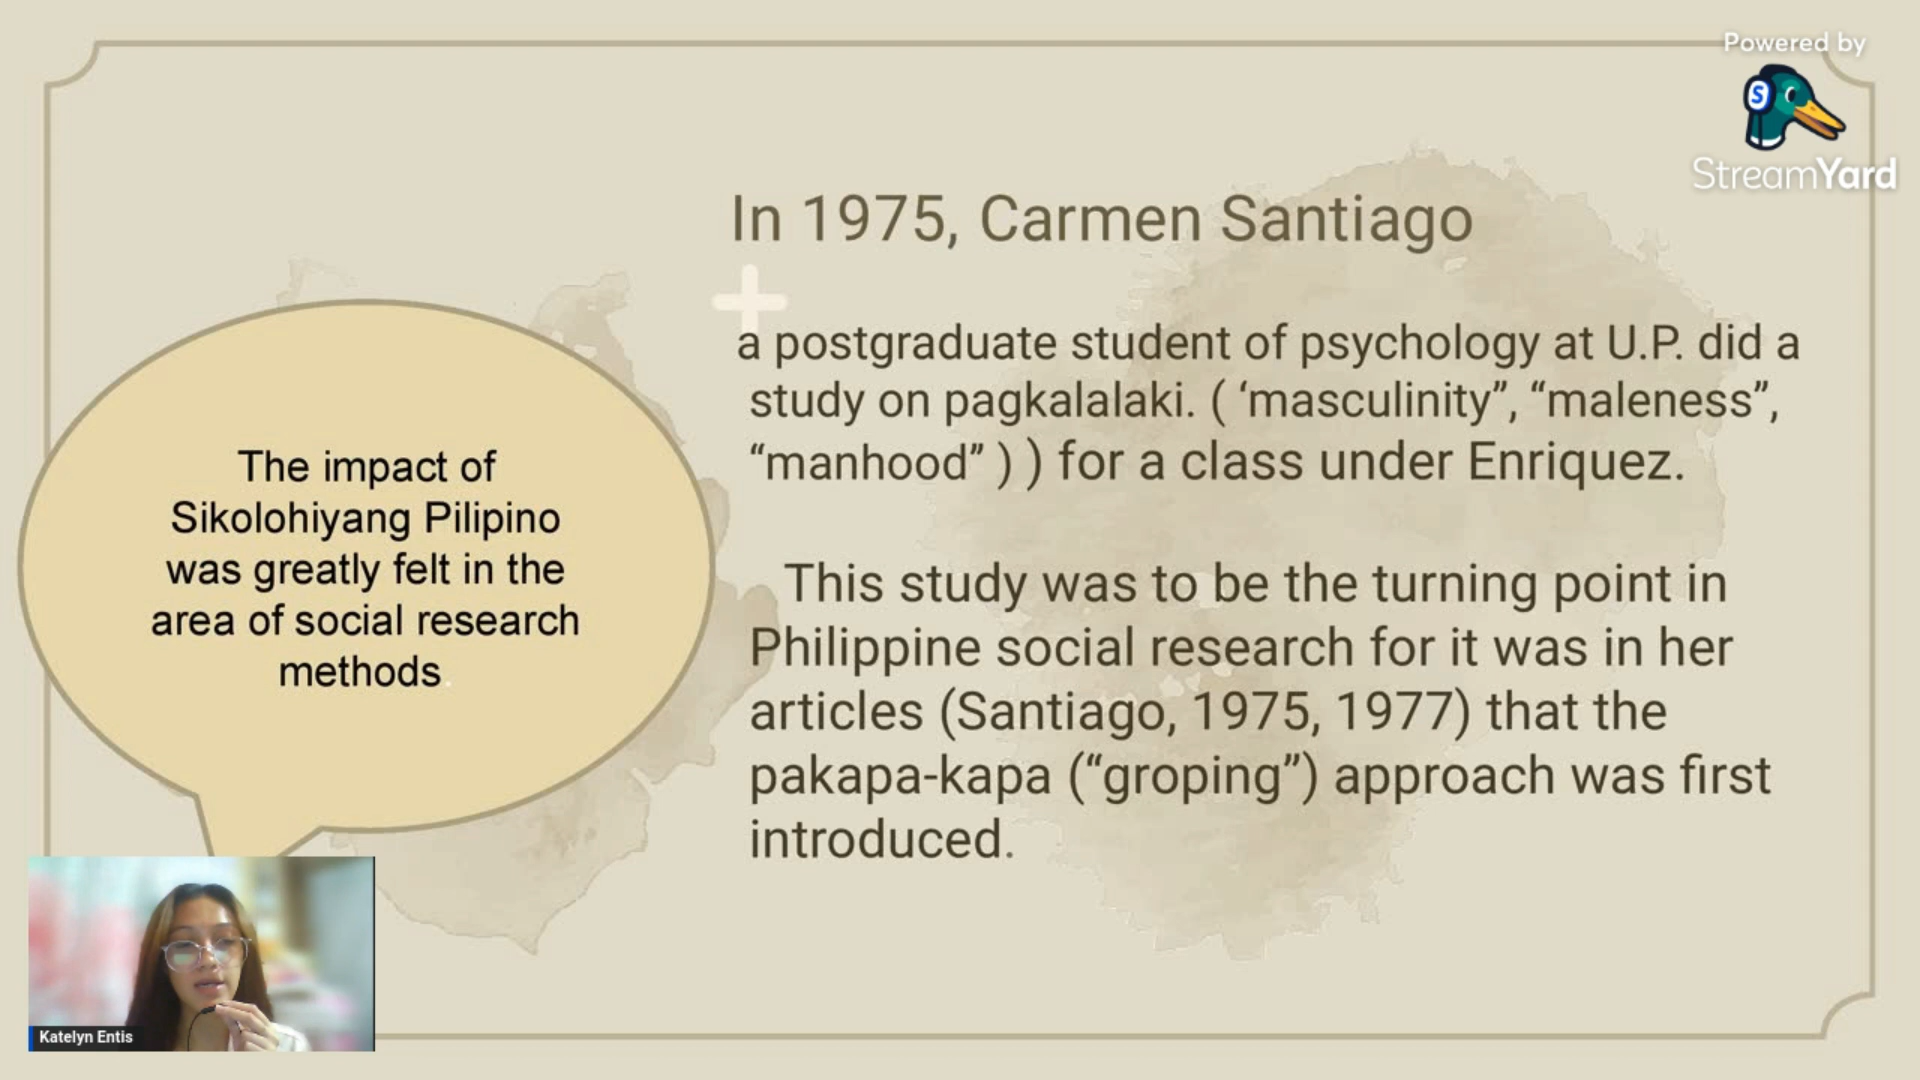 Powered by
StreamYard
In 1975, Carmen Santiago
a postgraduate student of psychology at U.P. did a
study on pagkalalaki. ( ‘masculinity”, “maleness”,
“manhood” ) ) for a class under Enriquez.
This study was to be the turning point in
Philippine social research for it was in her
articles (Santiago, 1975, 1977) that the
pakapa-kapa (“groping”) approach was first
introduced.
The impact of
Sikolohiyang Pilipino
was greatly felt in the
area of social research
methods.
Katelyn Entis